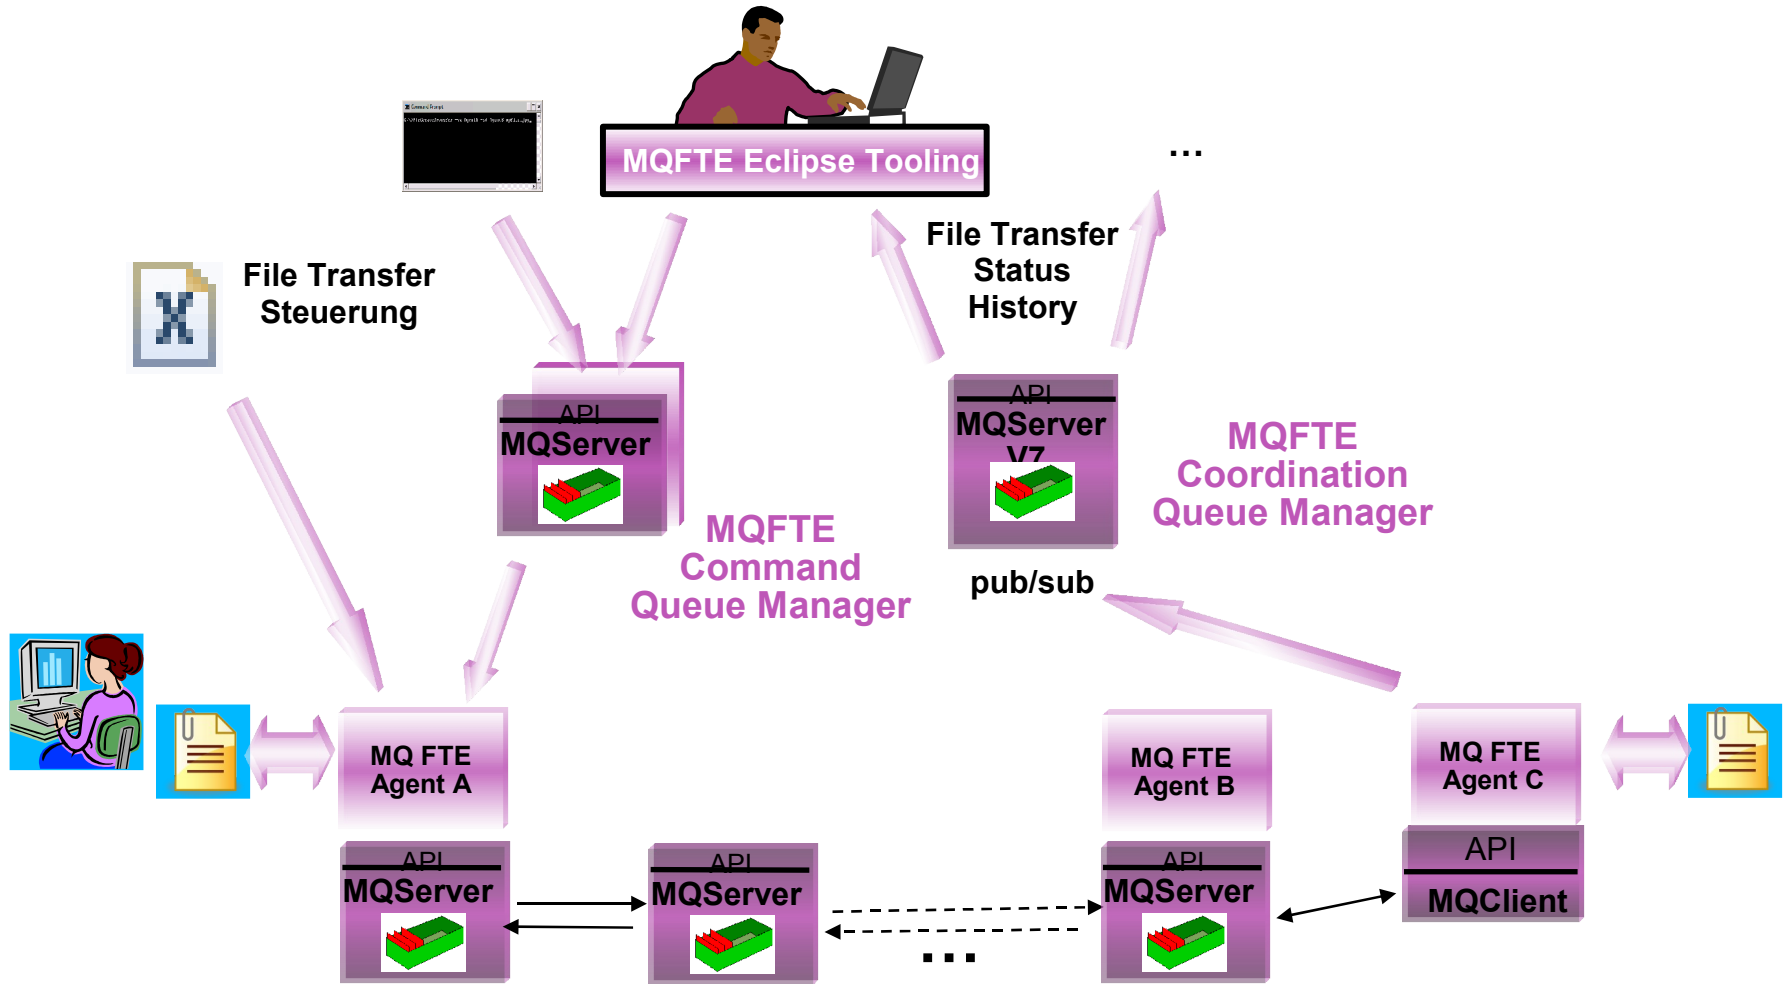 Command Prompt
MQFTE Eclipse Tooling
...
File Transfer
Steuerung
File Transfer
Status
History
API
MQServer
API
MQServer
V7
MQFTE
Command
Queue Manager
MQFTE
Coordination
Queue Manager
pub/sub
MQ FTE
Agent A
MQ FTE
Agent B
MQ FTE
Agent C
API
MQServer
API
MQServer
...
API
MQServer
API
MQClient